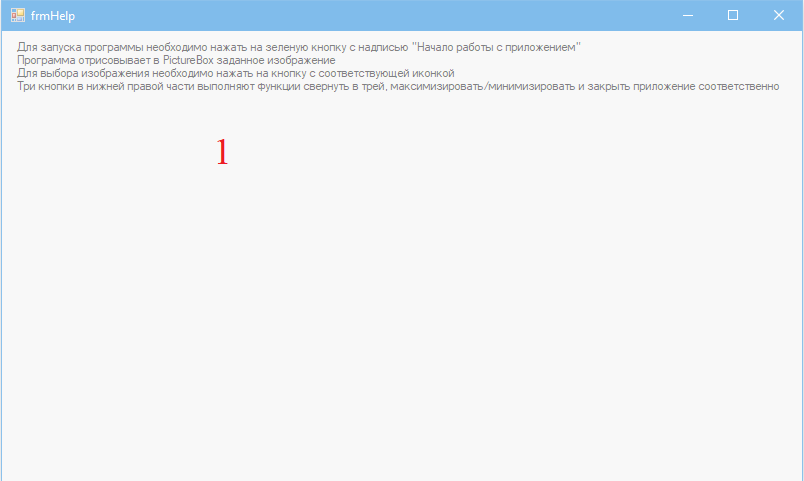 frmHelp
Для запуска программы необходимо нажать на зеленую кнопку с надписью "Начало работы с приложением"
Программа отрисовывает в PictureBox заданное изображение
Для выбора изображения необходимо нажать на кнопку с соответствующей иконкой
Три кнопки в нижней правой части выполняют функции свернуть в трей, максимизировать/минимизировать и закрыть приложение соответственно
1